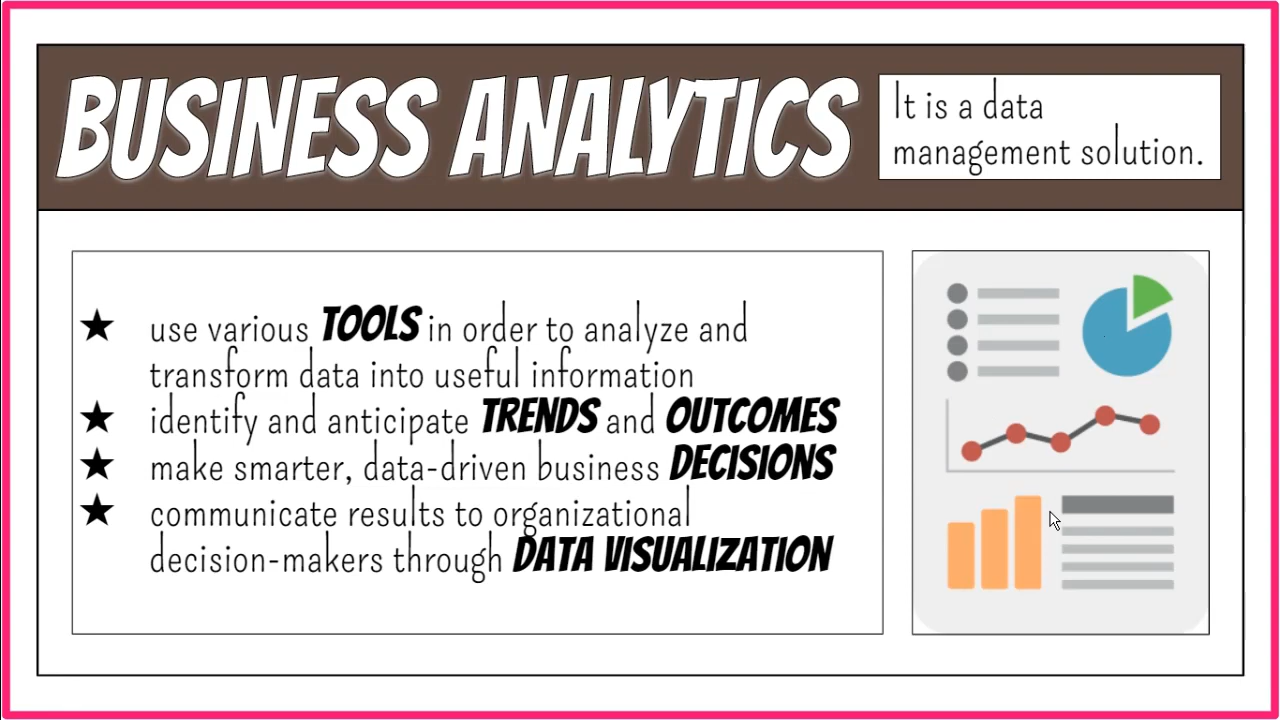 BUSINESS ANALYTICS
It is a data
management solution.
★ use various TOOLS in order to analyze and
transform data into useful information
★ identify and anticipate TRENDS and OUTCOMES
★ make smarter, data-driven business DECISIONS
★ communicate results to organizational
decision-makers through DATA VISUALIZATION